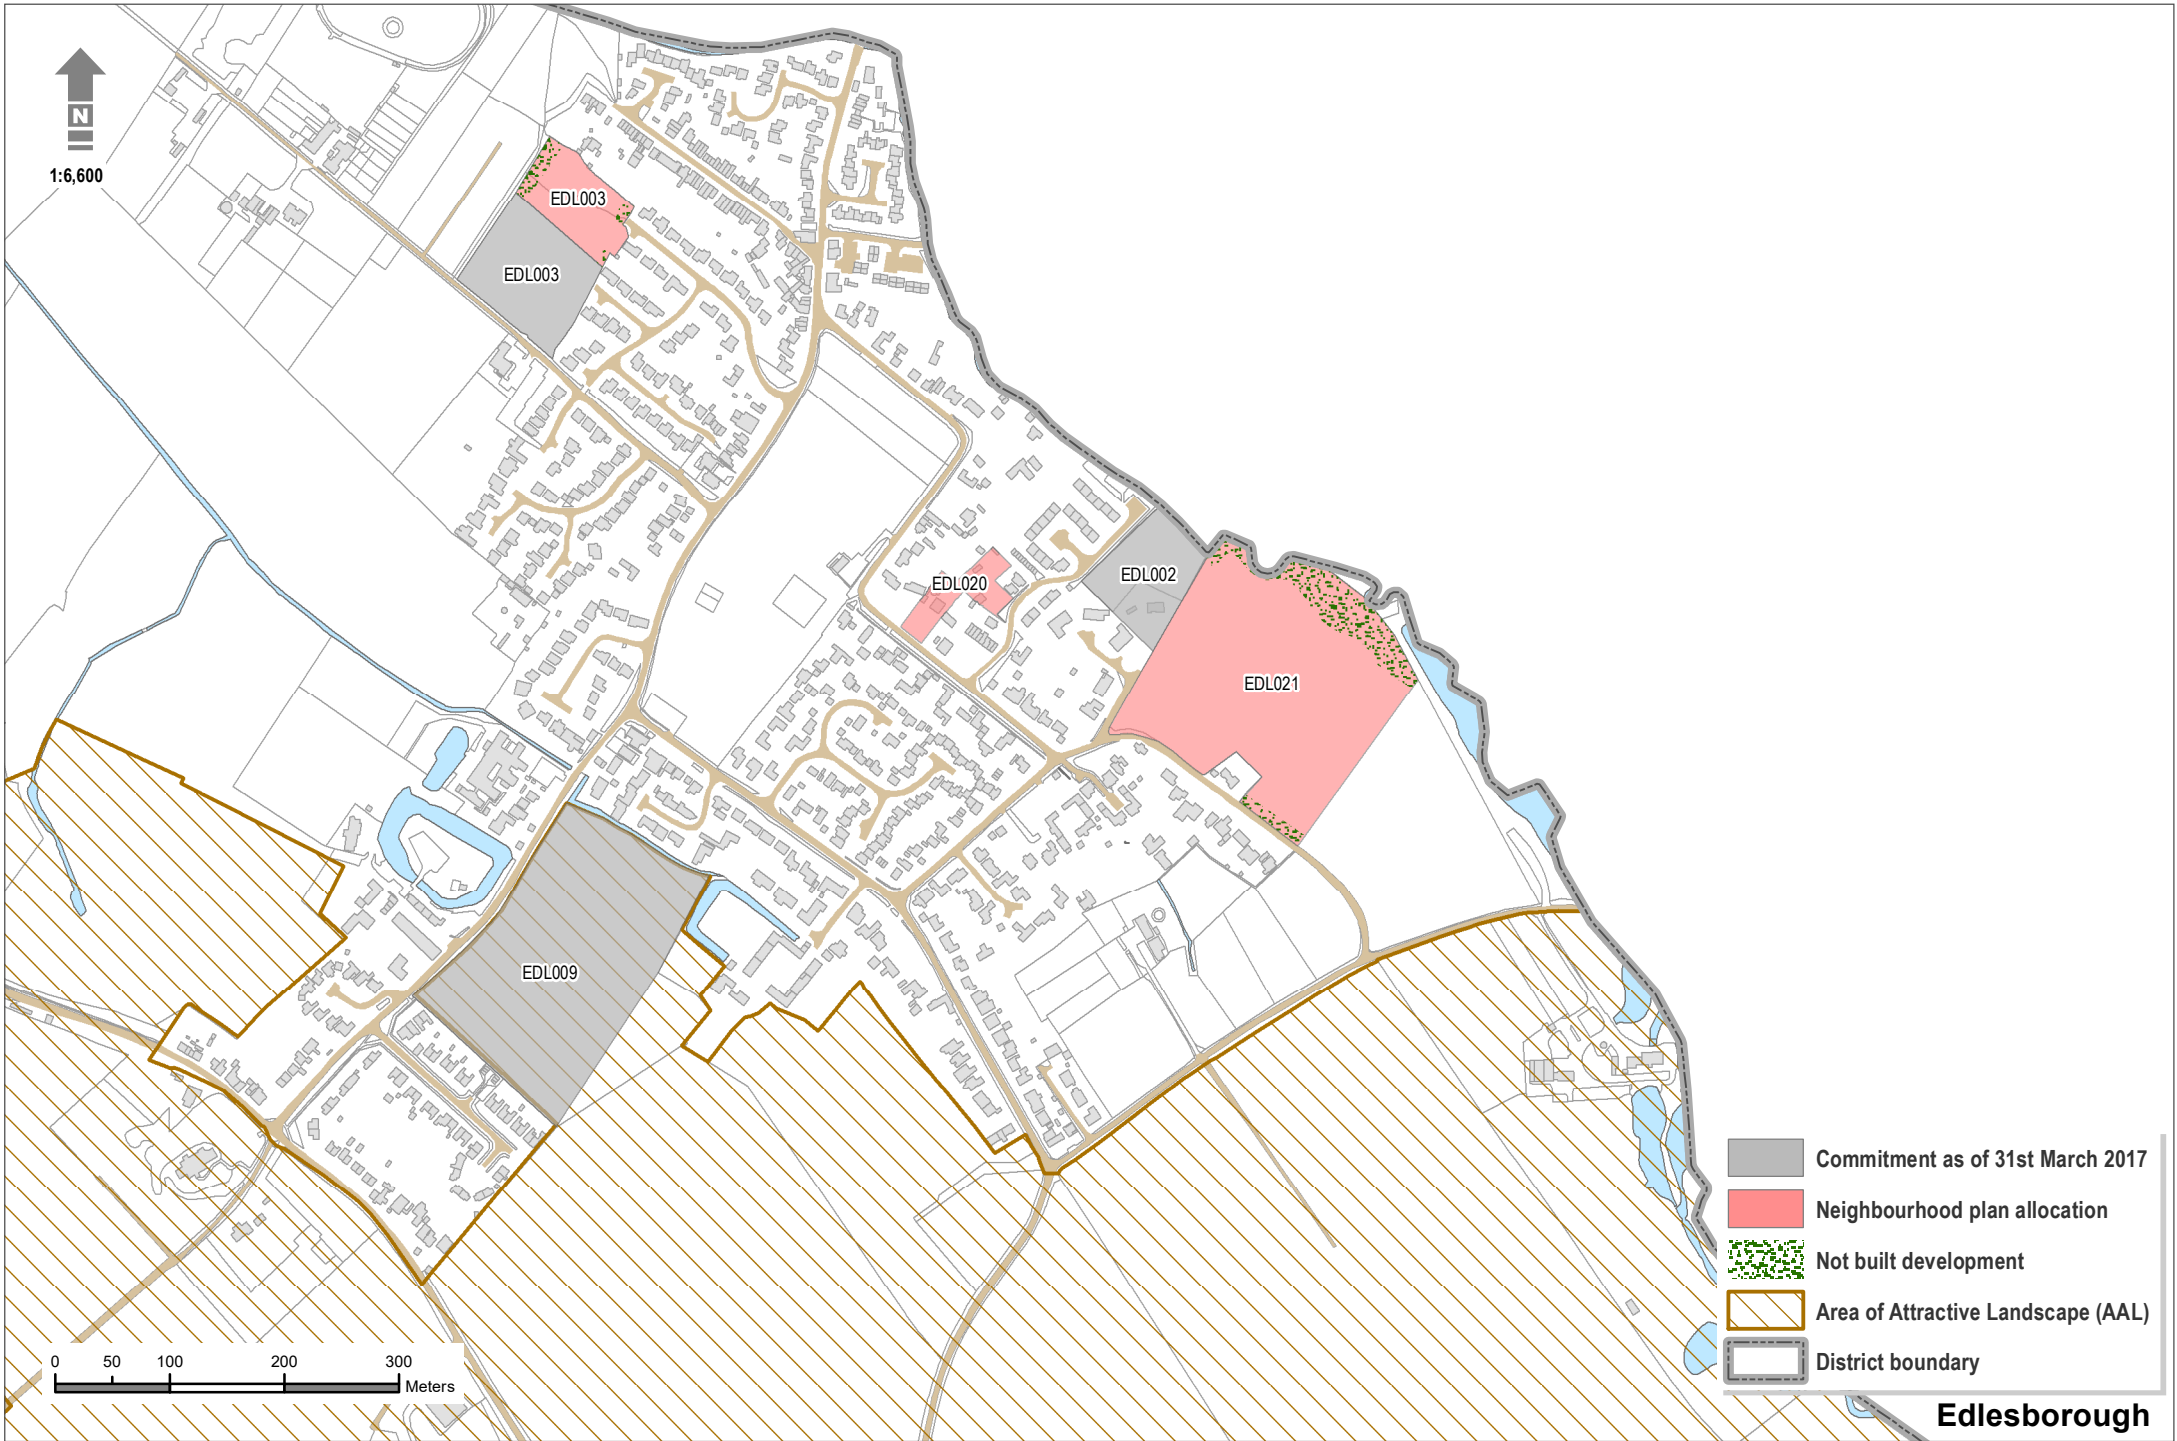 N
1:6,600
EDL003
EDL003
EDL020
EDL002
EDL021
EDL009
Commitment as of 31st March 2017
Neighbourhood plan allocation
Not built development
Area of Attractive Landscape (AAL)
District boundary
0 50 100 200 300
Meters
Edlesborough